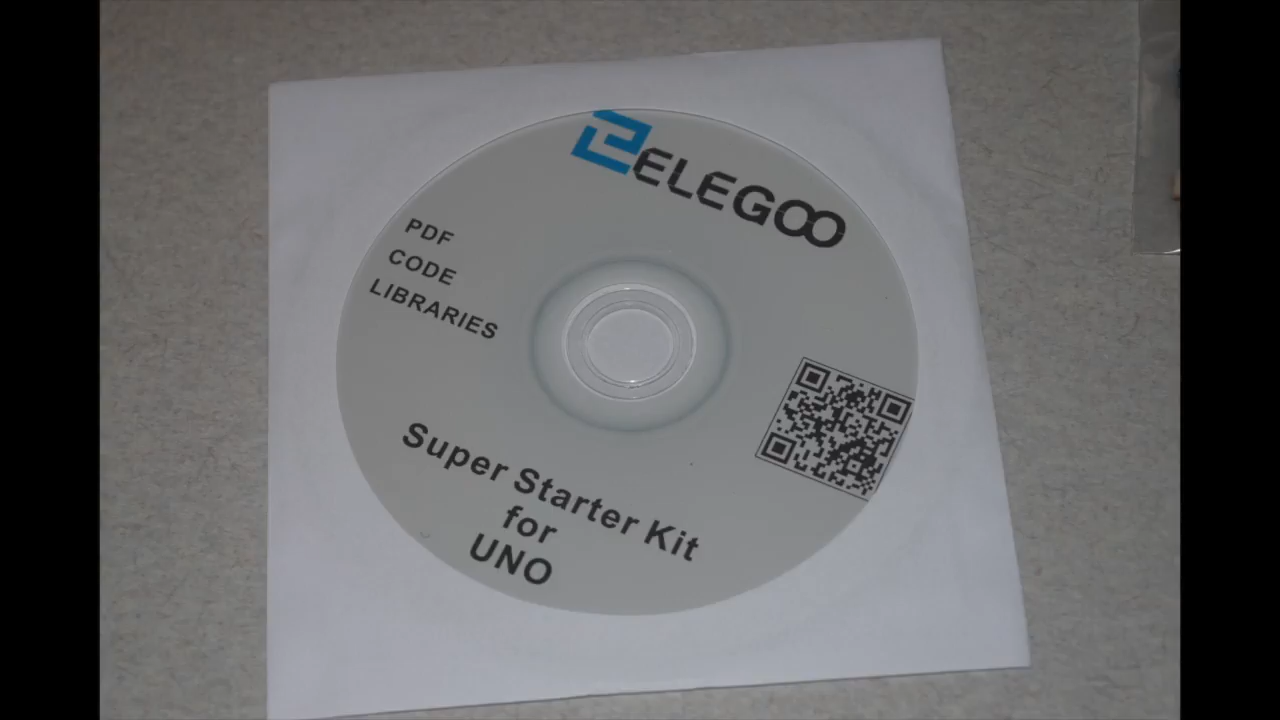 ELEGOO
PDF
CODE
LIBRARIES
Super Starter Kit
for
UNO